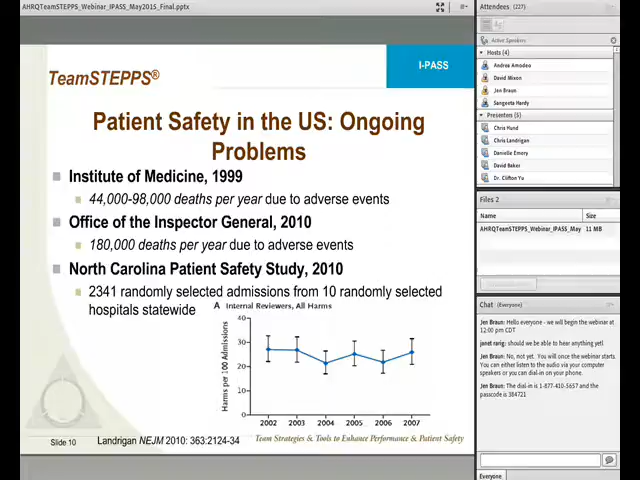 AHRQTeamSTEPPS_Webinar_IPASS_May2015_Final.pptx
TeamSTEPPS®
I-PASS
Patient Safety in the US: Ongoing
Problems
Institute of Medicine, 1999
44,000-98,000 deaths per year due to adverse events
Office of the Inspector General, 2010
180,000 deaths per year due to adverse events
North Carolina Patient Safety Study, 2010
2341 randomly selected admissions from 10 randomly selected
hospitals statewide
A Internal Reviewers, All Harms
Harms per 100 Admissions
40
30
20
10
0
2002 2003 2004 2005 2006 2007
Slide 10
Landrigan NEJM 2010: 363:2124-34
Team Strategies & Tools to Enhance Performance & Patient Safety
Attendees (227)
Active Speakers
Hosts (4)
Andrea Amodeo
David Mixon
Jen Braun
Sangeeta Hardy
Presenters (5)
Chris Hund
Chris Landrigan
Danielle Emery
David Baker
Dr. Clifton Yu
Files 2
Name Size
AHRQTeamSTEPPS_Webinar_IPASS_May 11 MB
Chat (Everyone)
Jen Braun: Hello everyone - we will begin the webinar at
12:00 pm CDT
janet rarig: should we be able to hear anything yet!
Jen Braun: No, not yet. You will once the webinar starts.
You can either listen to the audio via your computer
speakers or you can dial-in on your phone.
Jen Braun: The dial-in is 1-877-410-5657 and the
passcode is 384721
Everyone